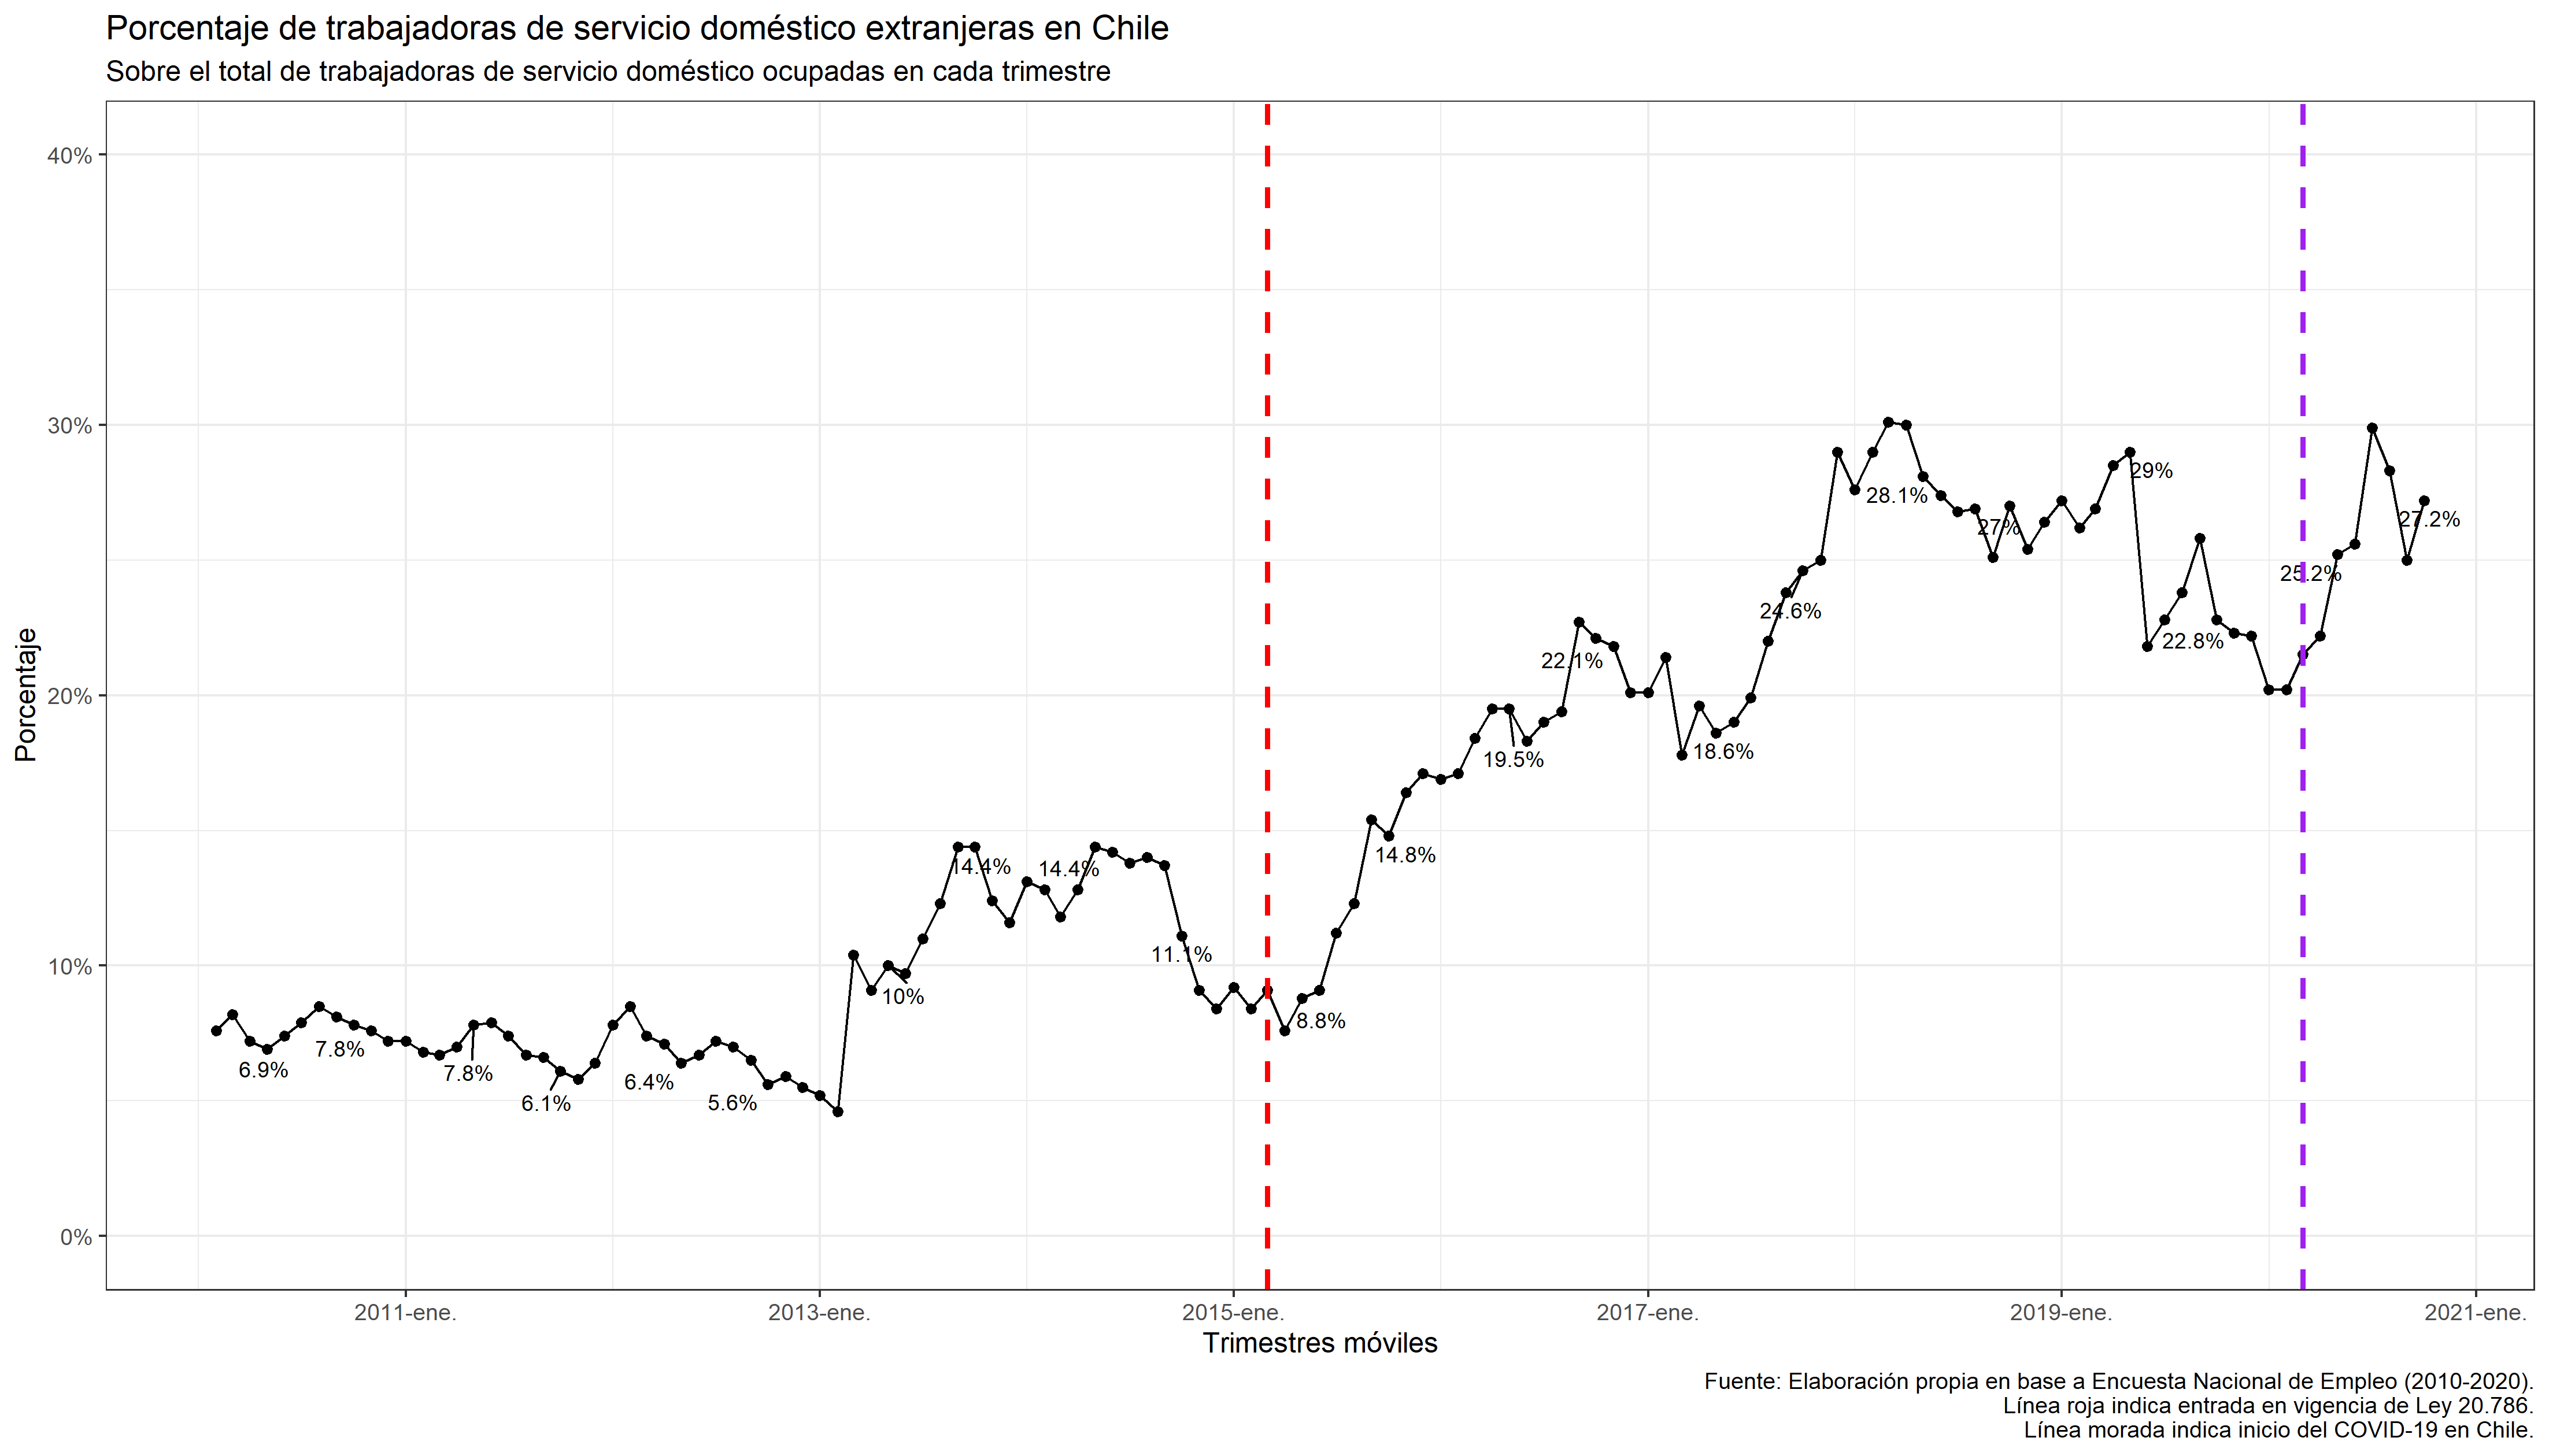 Porcentaje de trabajadoras de servicio doméstico extranjeras en Chile
Sobre el total de trabajadoras de servicio doméstico ocupadas en cada trimestre
Porcentaje
40%
30%
20%
10%
0%
6.9%
7.8%
7.8%
6.1%
6.4%
5.6%
10%
14.4%
14.4%
11.1%
8.8%
14.8%
19.5%
22.1%
18.6%
24.6%
28.1%
27%
29%
22.8%
25.2%
27.2%
2011-ene.
2013-ene.
2015-ene.
2017-ene.
2019-ene.
2021-ene.
Trimestres móviles
Fuente: Elaboración propia en base a Encuesta Nacional de Empleo (2010-2020).
Línea roja indica entrada en vigencia de Ley 20.786.
Línea morada indica inicio del COVID-19 en Chile.